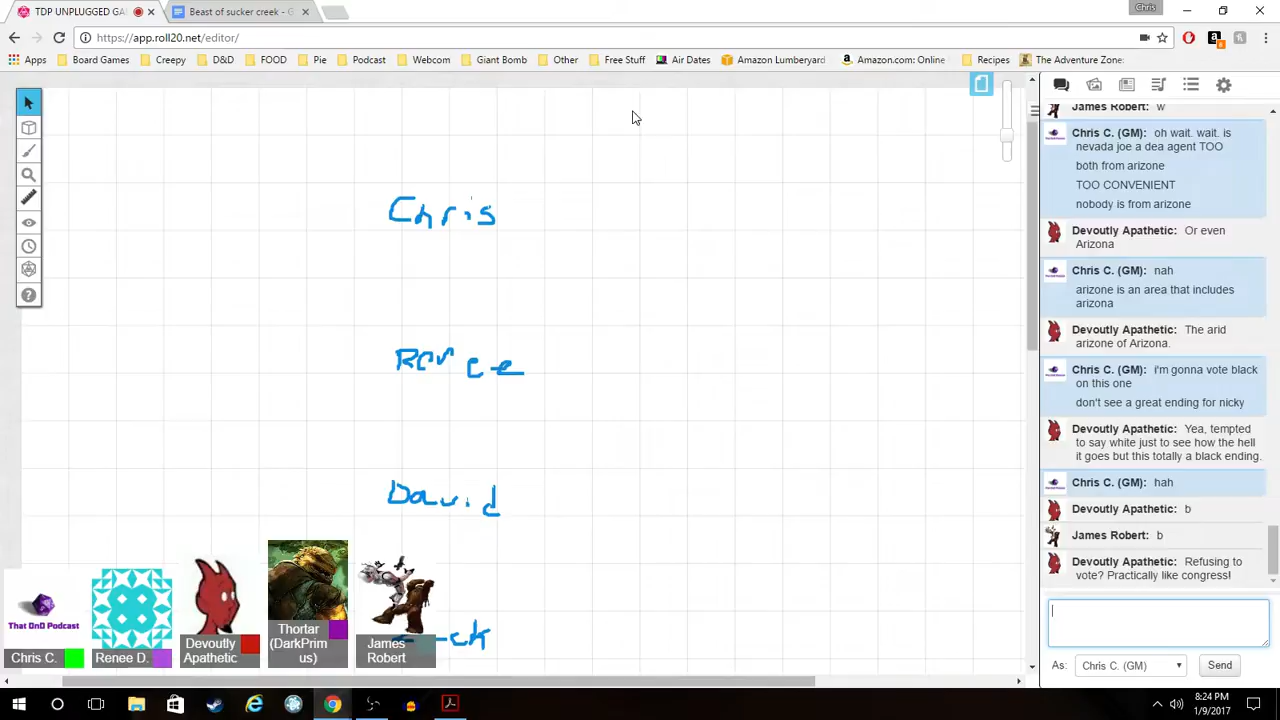 Chris
TDP UNPLUGGED GA
Beast of sucker creek - G
https://app.roll20.net/editor/
Apps
Board Games
Creepy
D&D
FOOD
Pie
Podcast
Webcom
Giant Bomb
Other
Free Stuff
Air Dates
Amazon Lumberyard
Amazon.com: Online
Recipes
The Adventure Zone:
James Robert: w
Chris C. (GM): oh wait. wait. is
nevada joe a dea agent TOO
both from arizone
TOO CONVENIENT
nobody is from arizone
Devoutly Apathetic: Or even
Arizona
Chris C. (GM): nah
arizone is an area that includes
arizona
Devoutly Apathetic: The arid
arizone of Arizona.
Chris C. (GM): i'm gonna vote black
on this one
don't see a great ending for nicky
Devoutly Apathetic: Yea, tempted
to say white just to see how the hell
it goes but this totally a black ending.
Chris C. (GM): hah
Devoutly Apathetic: b
James Robert: b
Devoutly Apathetic: Refusing to
vote? Practically like congress!
As: Chris C. (GM)
Send
Chris
Renee
David
ck
That DnD Podcast
Chris C.
Renee D.
Devoutly
Apathetic
Thortar
(DarkPrim
us)
James
Robert
8:24 PM
1/9/2017